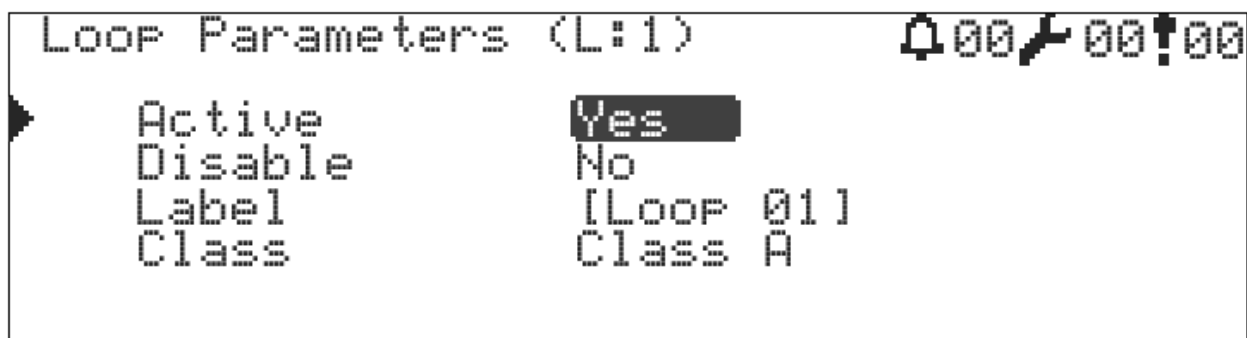 Loop Parameters (L:1) 00 00 00
Active Yes
Disable No
Label [Loop 01]
Class Class A